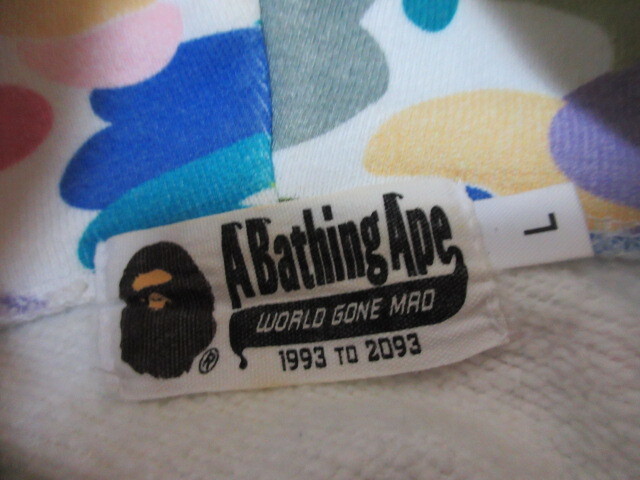 A Bathing Ape
WORLD GONE MAD
1993 TO 2093
®
L